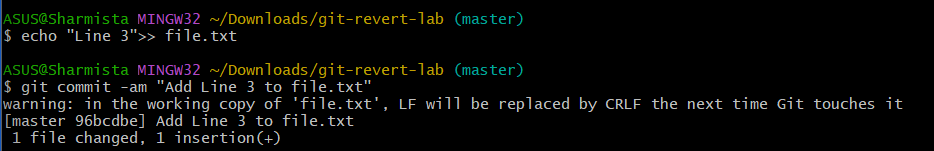 ASUS@Sharmista MINGW32 ~/Downloads/git-revert-lab (master)
$ echo "Line 3">> file.txt
ASUS@Sharmista MINGW32 ~/Downloads/git-revert-lab (master)
$ git commit -am "Add Line 3 to file.txt"
warning: in the working copy of 'file.txt', LF will be replaced by CRLF the next time Git touches it
[master 96bcdbe] Add Line 3 to file.txt
 1 file changed, 1 insertion(+)